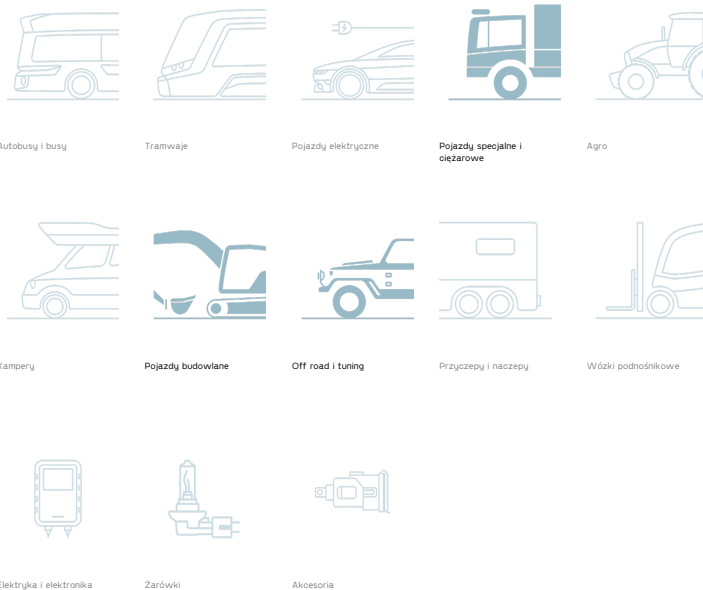 Autobusy i busy
Tramwaje
Pojazdy elektryczne
Pojazdy specjalne i
ciężarowe
Agro
Kampery
Pojazdy budowlane
Off road i tuning
Przyczepy i naczepy
Wózki podnośnikowe
Elektryka i elektronika
Żarówki
Akcesoria